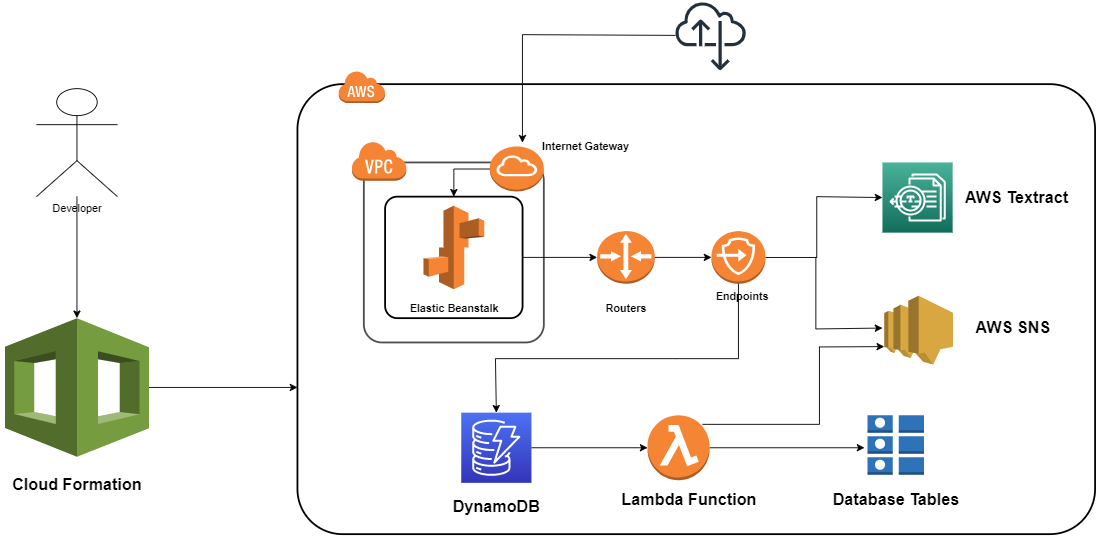 AWS
VPC
Internet Gateway
Developer
AWS Textract
Elastic Beanstalk
Routers
Endpoints
AWS SNS
Cloud Formation
DynamoDB
Lambda Function
Database Tables